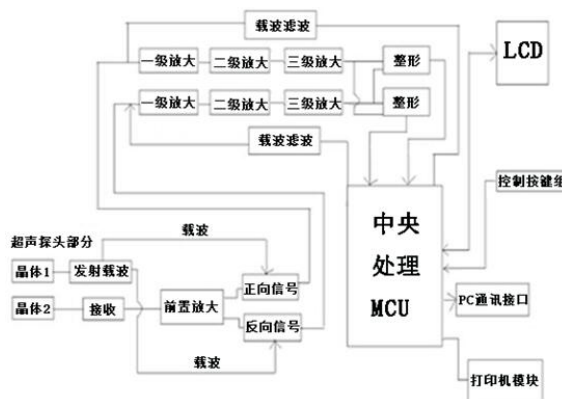 载波滤波
一级放大
二级放大
三级放大
整形
LCD
一级放大
二级放大
三级放大
整形
载波滤波
控制按键组
中央
处理
MCU
超声探头部分
载波
晶体1
发射载波
正向信号
PC通讯接口
晶体2
接收
前置放大
反向信号
载波
打印机模块